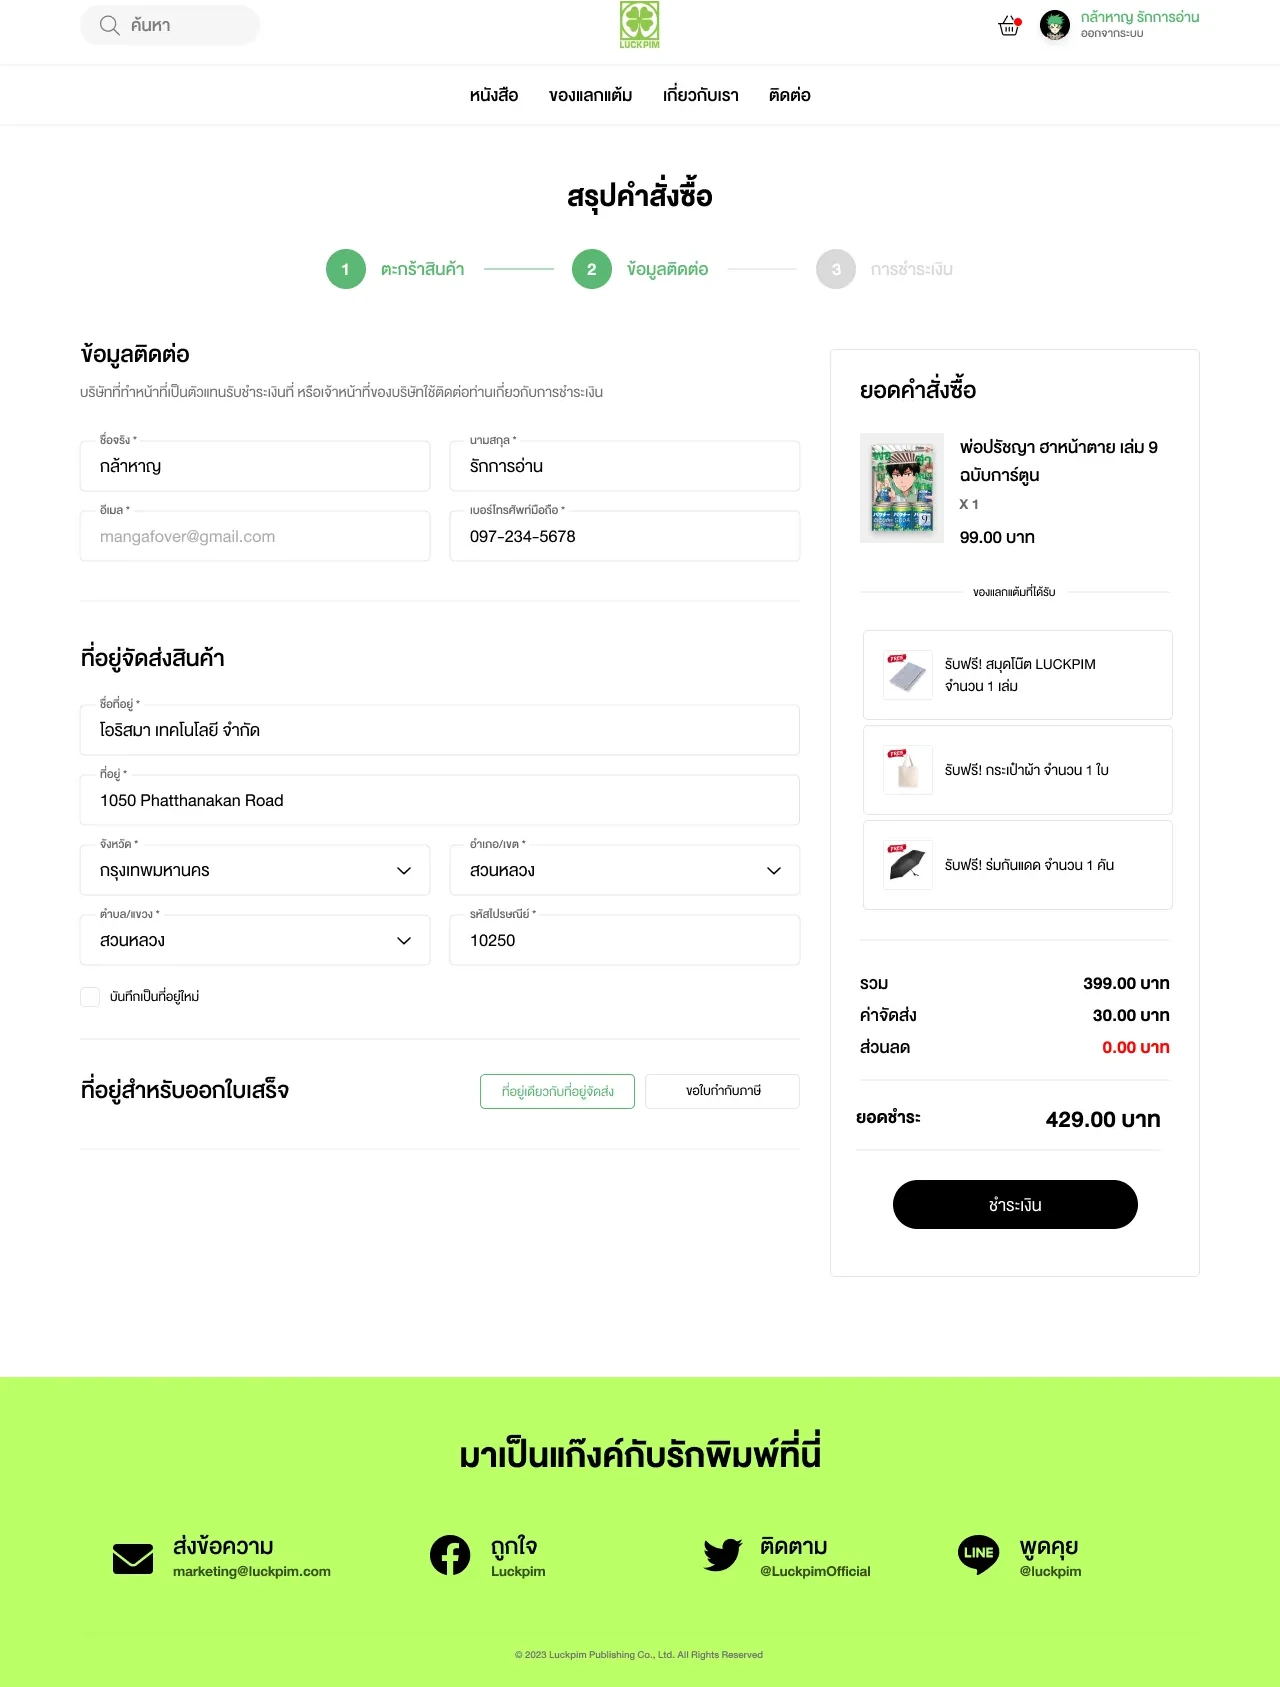 ค้นหา
LUCKPIM
กล้าหาญ รักการอ่าน
ออกจากระบบ
หนังสือ ของแลกแต้ม เกี่ยวกับเรา ติดต่อ
สรุปคำสั่งซื้อ
1 ตะกร้าสินค้า 2 ข้อมูลติดต่อ 3 การชำระเงิน
ข้อมูลติดต่อ
บริษัทที่ทำหน้าที่เป็นตัวแทนรับชำระเงินที่ หรือเจ้าหน้าที่ของบริษัทใช้ติดต่อท่านเกี่ยวกับการชำระเงิน
ชื่อจริง * นามสกุล *
กล้าหาญ รักการอ่าน
อีเมล * เบอร์โทรศัพท์มือถือ *
mangafover@gmail.com 097-234-5678
ที่อยู่จัดส่งสินค้า
ชื่อที่อยู่ *
โอริสมา เทคโนโลยี จำกัด
ที่อยู่ *
1050 Phatthanakan Road
จังหวัด * อำเภอ/เขต *
กรุงเทพมหานคร สวนหลวง
ตำบล/แขวง * รหัสไปรษณีย์ *
สวนหลวง 10250
บันทึกเป็นที่อยู่ใหม่
ที่อยู่สำหรับออกใบเสร็จ ที่อยู่เดียวกับที่อยู่จัดส่ง ขอใบกำกับภาษี
ยอดคำสั่งซื้อ
พ่อปรัชญา ฮาหน้าตาย เล่ม 9
ฉบับการ์ตูน
X 1
99.00 บาท
ของแลกแต้มที่ได้รับ
FREE
รับฟรี! สมุดโน๊ต LUCKPIM
จำนวน 1 เล่ม
FREE
รับฟรี! กระเป๋าผ้า จำนวน 1 ใบ
FREE
รับฟรี! ร่มกันแดด จำนวน 1 คัน
รวม 399.00 บาท
ค่าจัดส่ง 30.00 บาท
ส่วนลด 0.00 บาท
ยอดชำระ 429.00 บาท
ชำระเงิน
มาเป็นแก๊งค์กับรักพิมพ์ที่นี่
ส่งข้อความ
marketing@luckpim.com
ถูกใจ
Luckpim
ติดตาม
@LuckpimOfficial
LINE
พูดคุย
@luckpim
© 2023 Luckpim Publishing Co., Ltd. All Rights Reserved